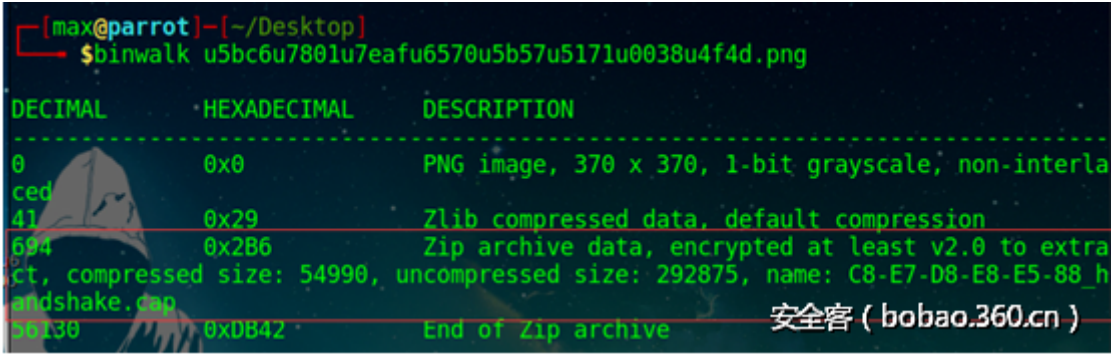 [max@parrot]-[~/Desktop]
$binwalk u5bc6u7801u7eafu6570u5b57u5171u0038u4f4d.png
DECIMAL HEXADECIMAL DESCRIPTION
--------------------------------------------------------------------------------
0 0x0 PNG image, 370 x 370, 1-bit grayscale, non-interla
ced
41 0x29 Zlib compressed data, default compression
694 0x2B6 Zip archive data, encrypted at least v2.0 to extra
ct, compressed size: 54990, uncompressed size: 292875, name: C8-E7-D8-E8-E5-88_h
andshake.cap
56130 0xDB42 End of Zip archive
安全客 ( bobao.360.cn )